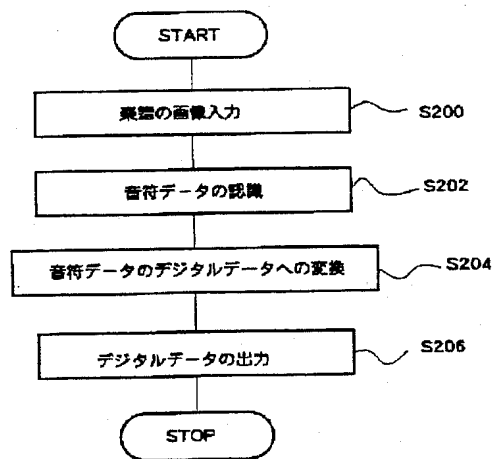 START
楽譜の画像入力
S200
音符データの認識
S202
音符データのデジタルデータへの変換
S204
デジタルデータの出力
S206
STOP